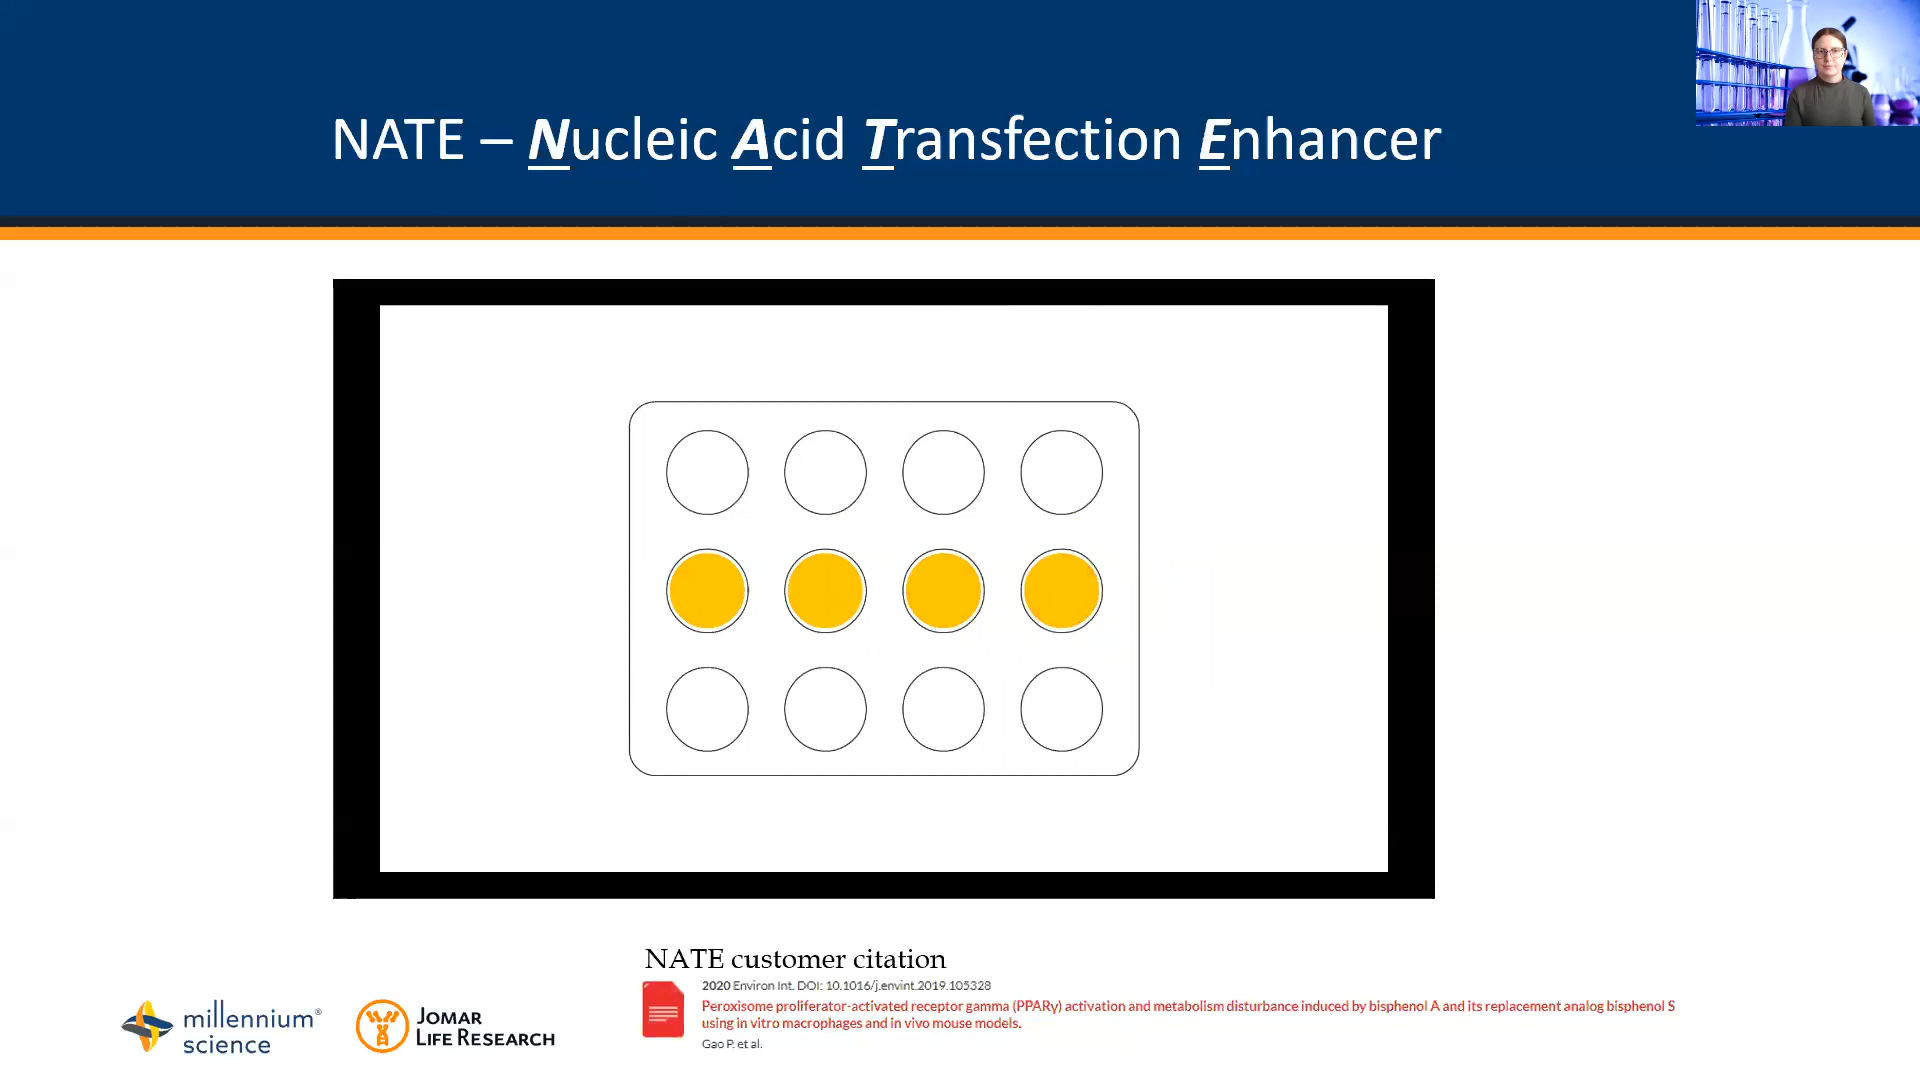 NATE – Nucleic Acid Transfection Enhancer
NATE customer citation
2020 Environ Int. DOI: 10.1016/j.envint.2019.105328
Peroxisome proliferator-activated receptor gamma (PPARγ) activation and metabolism disturbance induced by bisphenol A and its replacement analog bisphenol S
using in vitro macrophages and in vivo mouse models.
Gao P. et al.
millennium®
science
JOMAR
LIFE RESEARCH